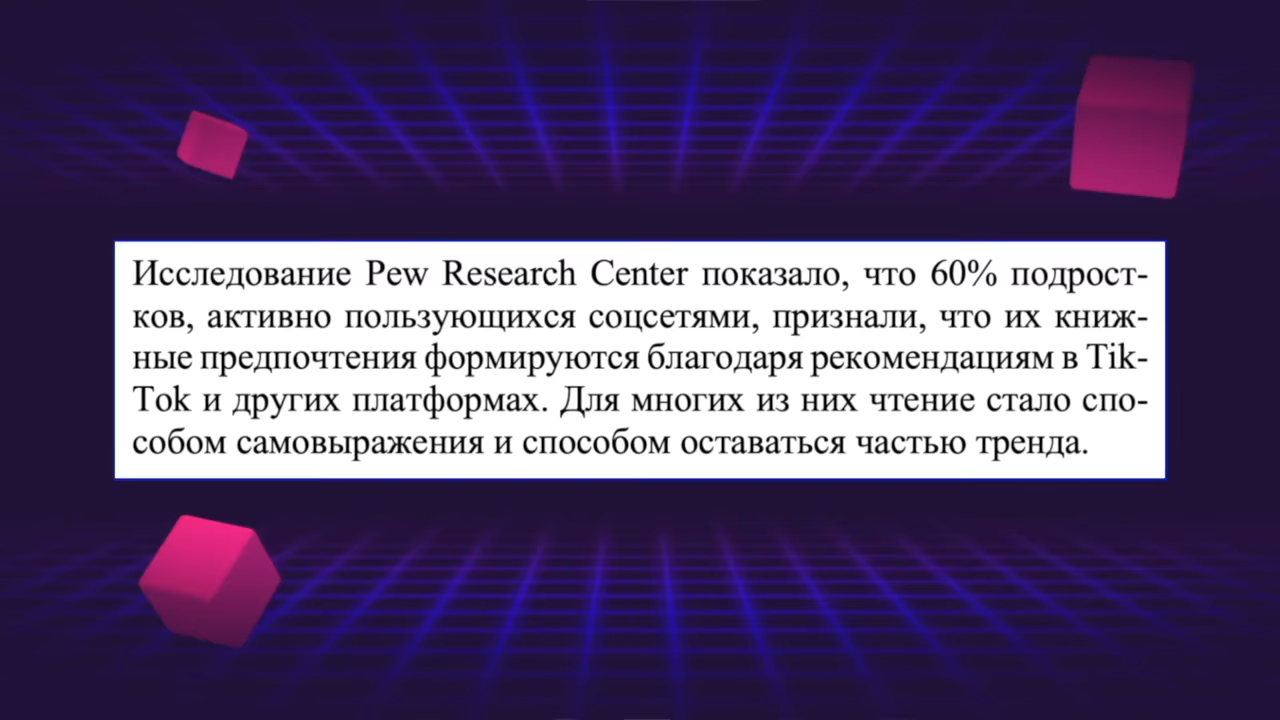 Исследование Pew Research Center показало, что 60% подрост-
ков, активно пользующихся соцсетями, признали, что их книж-
ные предпочтения формируются благодаря рекомендациям в Tik-
Tok и других платформах. Для многих из них чтение стало спо-
собом самовыражения и способом оставаться частью тренда.